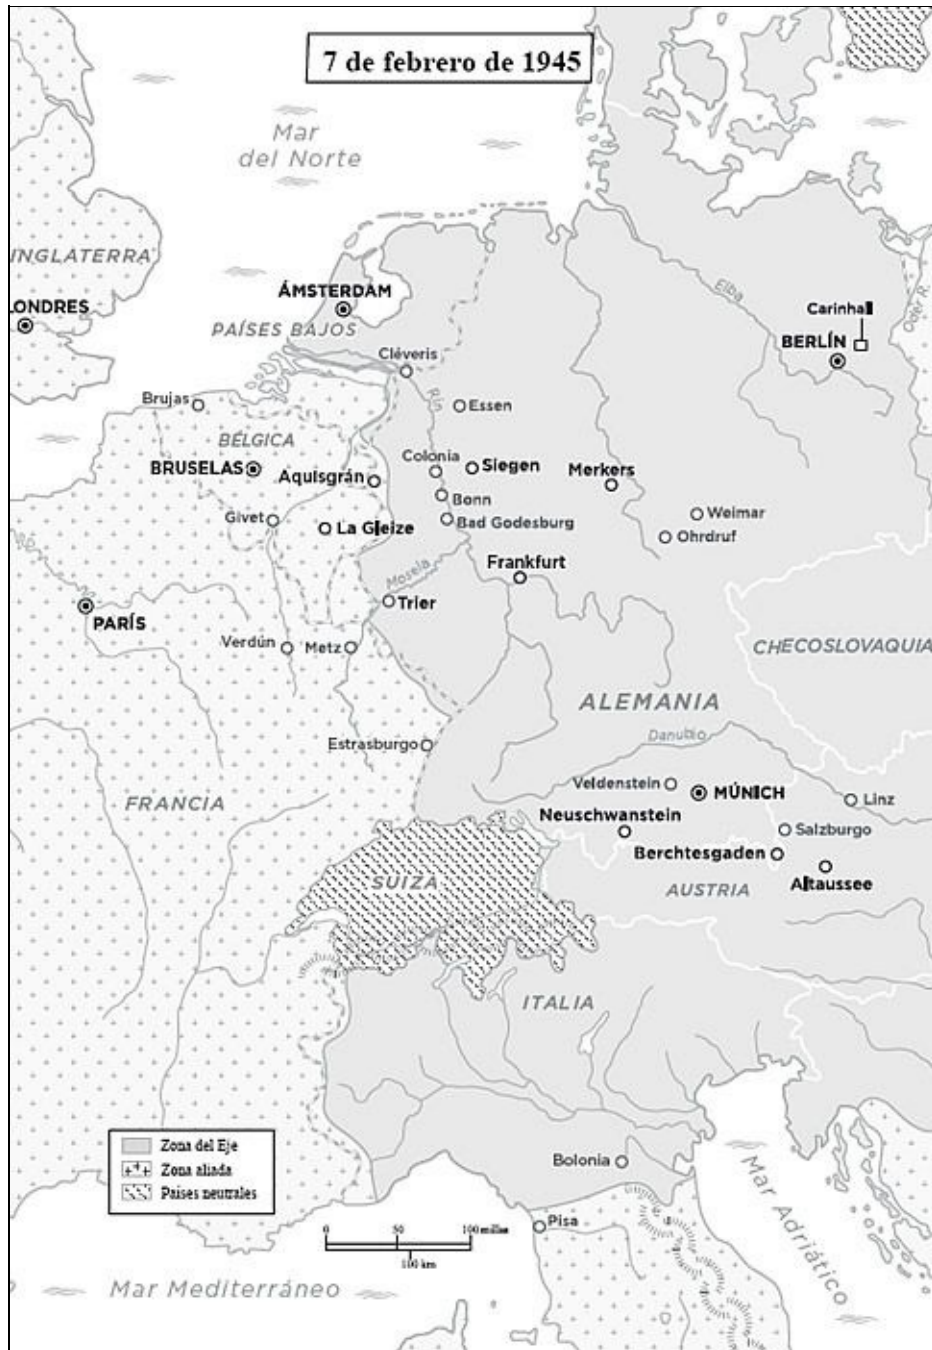 7 de febrero de 1945
Mar
del Norte
INGLATERRA
LONDRES
ÁMSTERDAM
PAÍSES BAJOS
Elba
Oder R.
Carinhall
BERLÍN
Cléveris
Rin
Brujas
Essen
BÉLGICA
BRUSELAS
Aquisgrán
Colonia
Siegen
Merkers
Bonn
Givet
La Gleize
Bad Godesburg
Weimar
Ohrdruf
Mosela
Frankfurt
Trier
PARÍS
Verdún
Metz
CHECOSLOVAQUIA
ALEMANIA
Estrasburgo
Danubio
Veldenstein
MÚNICH
Linz
FRANCIA
Neuschwanstein
Salzburgo
Berchtesgaden
SUIZA
AUSTRIA
Altaussee
ITALIA
Zona del Eje
Zona aliada
Países neutrales
Bolonia
0 50 100 millas
100 km
Pisa
Mar Adriático
Mar Mediterráneo